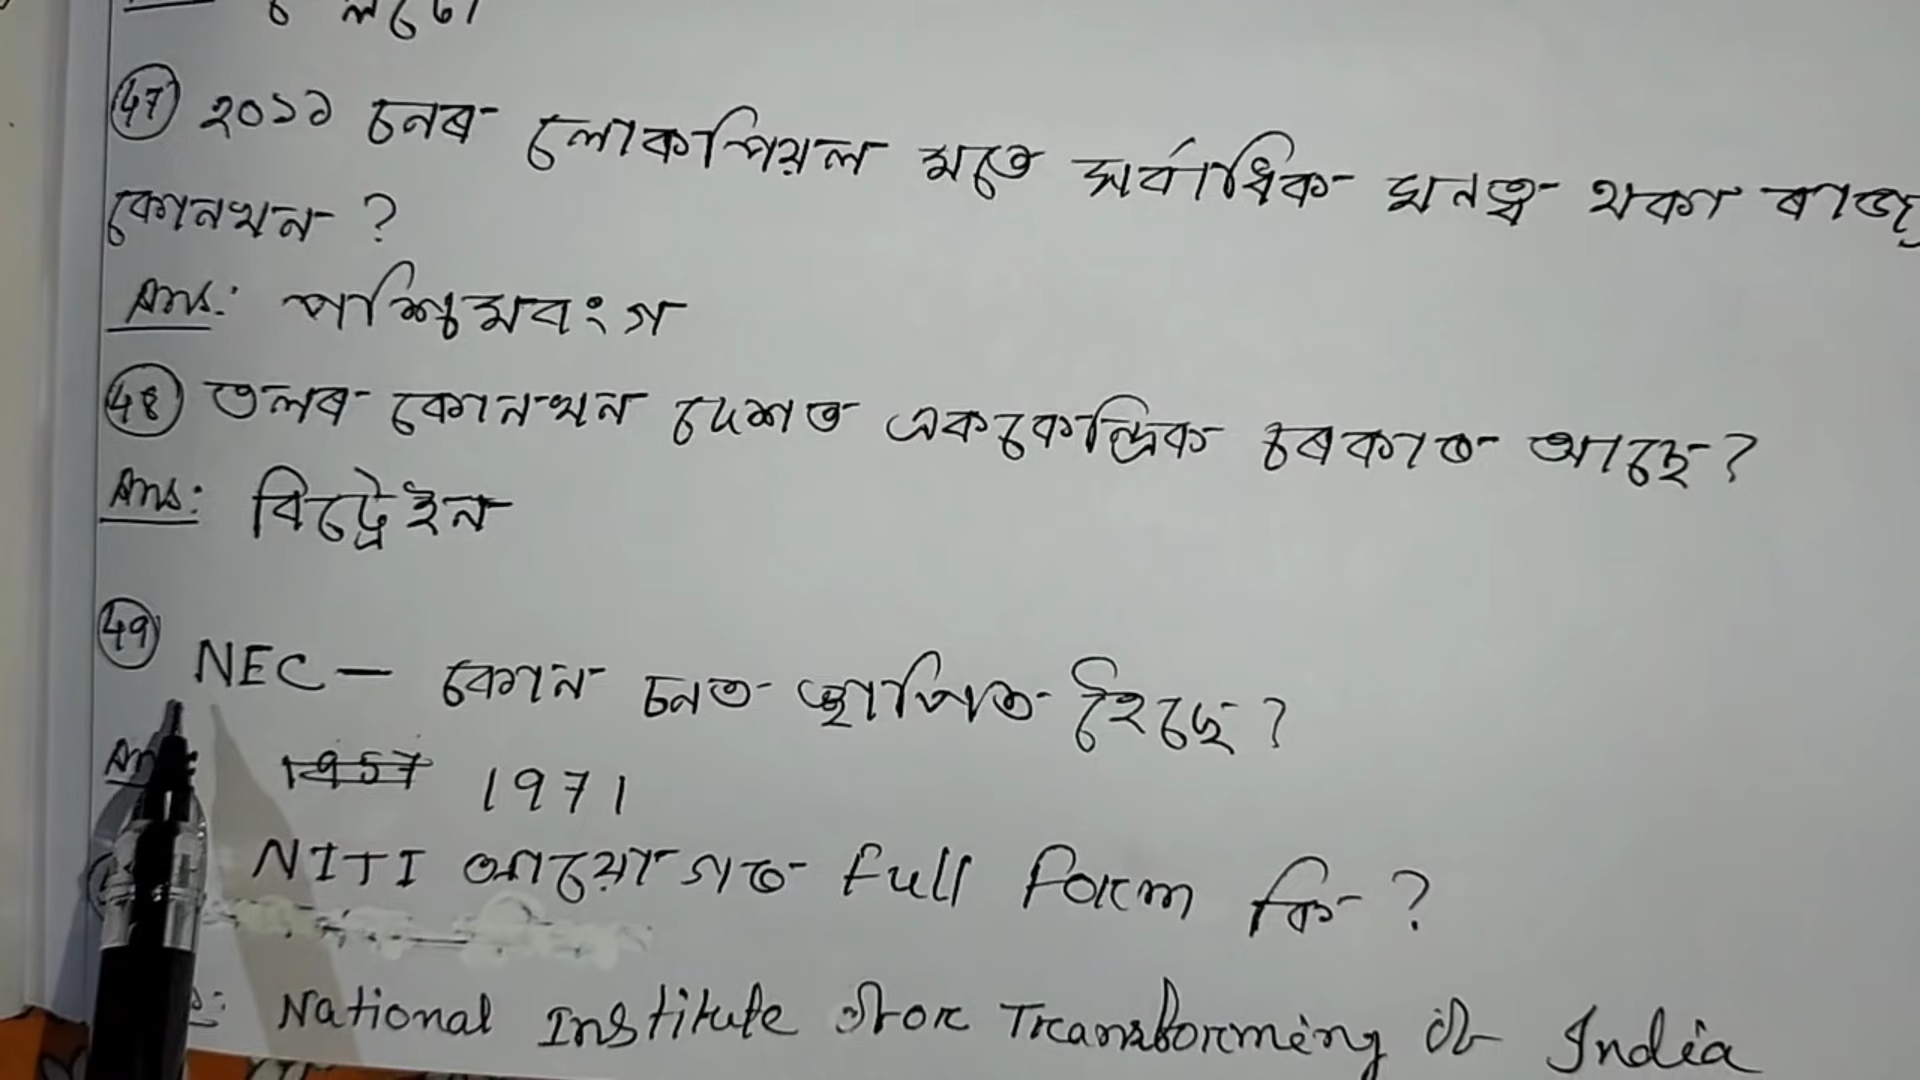 47 ২০১১ চনৰ লোকপিয়ল মতে সৰ্বাধিক ঘনত্ব থকা ৰাজ্য
কোনখন ?
Ans: পশ্চিমবংগ
48 তলৰ কোনখন দেশত এককেন্দ্ৰিক চৰকাৰ আছে?
Ans: বিট্ৰেইন
49 NEC – কোন চনত স্থাপিত হৈছে?
1957 1971
NITI আয়োগৰ full form কি ?
National Institute for Transforming of India